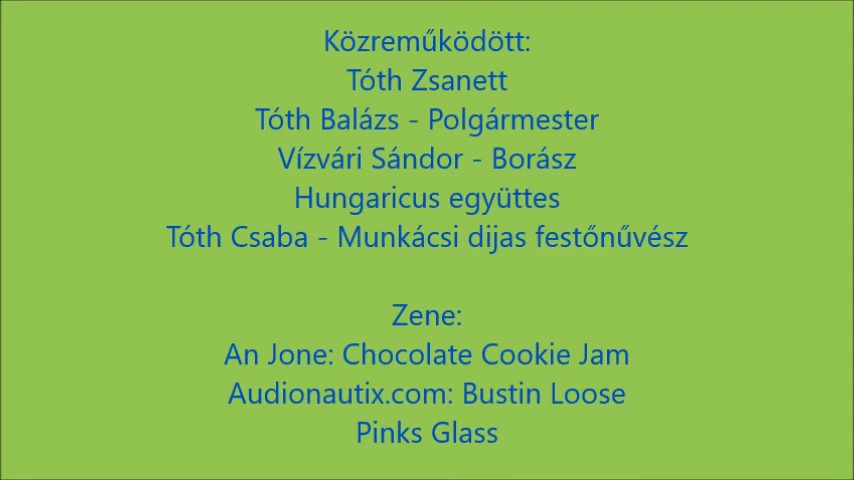 Közreműködött:
Tóth Zsanett
Tóth Balázs - Polgármester
Vízvári Sándor - Borász
Hungaricus együttes
Tóth Csaba - Munkácsi dijas festőnűvész
Zene:
An Jone: Chocolate Cookie Jam
Audionautix.com: Bustin Loose
Pinks Glass